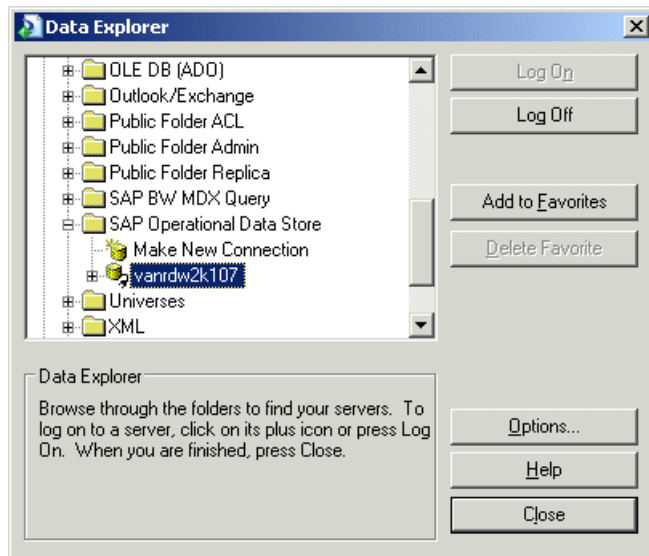 Data Explorer
OLE DB (ADO)
Outlook/Exchange
Public Folder ACL
Public Folder Admin
Public Folder Replica
SAP BW MDX Query
SAP Operational Data Store
Make New Connection
vanrdw2k107
Universes
XML
Log On
Log Off
Add to Favorites
Delete Favorite
Data Explorer
Browse through the folders to find your servers. To
log on to a server, click on its plus icon or press Log
On. When you are finished, press Close.
Options...
Help
Close